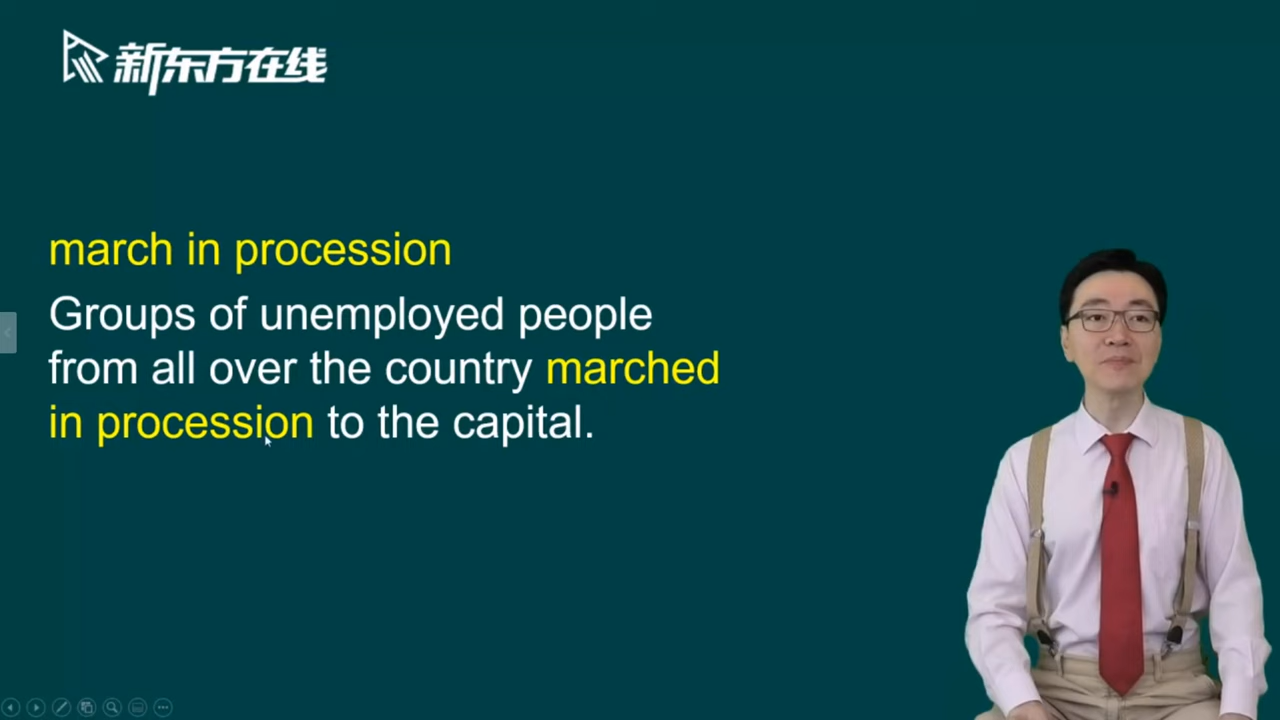 新东方在线
march in procession
Groups of unemployed people
from all over the country marched
in procession to the capital.